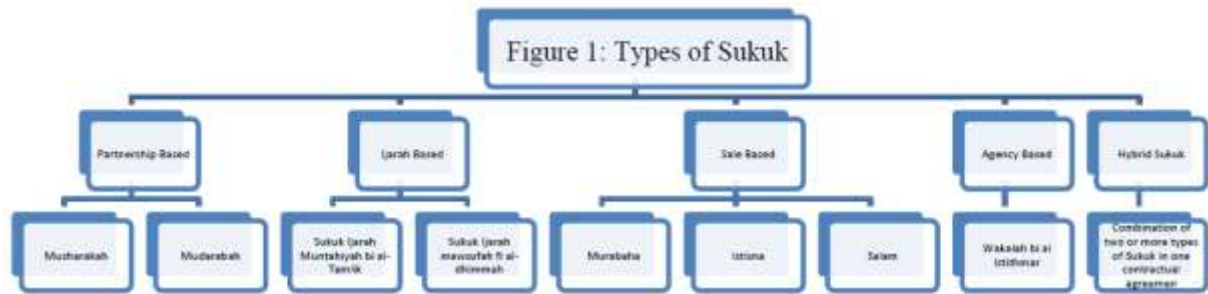 Figure 1: Types of Sukuk
Partnership Based
Ijarah Based
Sale Based
Agency Based
Hybrid Sukuk
Musharakah
Mudarabah
Sukuk Ijarah
Muntahiyah bi al-
Tamlik
Sukuk Ijarah
mawsufah fi al-
dhimmah
Murabaha
Istisna
Salam
Wakalah bi al
Istithmar
Combination of
two or more types
of Sukuk in one
contractual
agreemen